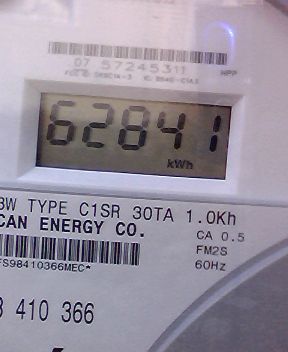 07 57245311
HPP
62841
kWh
3W TYPE C1SR 30TA 1.0Kh
CAN ENERGY CO.
CA 0.5
FM2S
60Hz
FS98410366MEC*
410 366